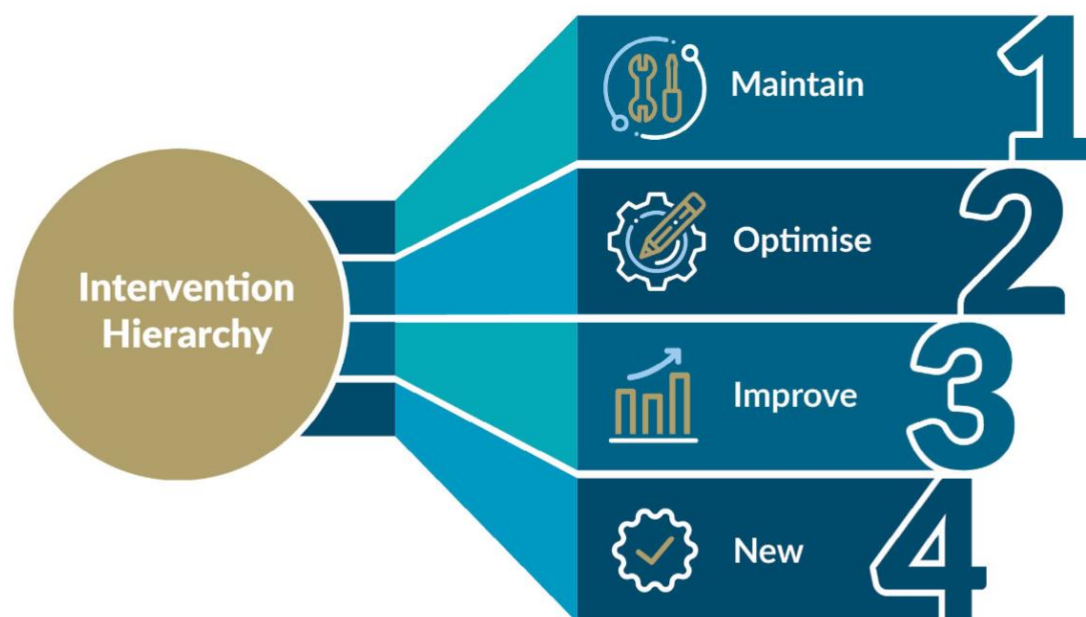 Intervention
Hierarchy
Maintain
1
Optimise
2
Improve
3
New
4